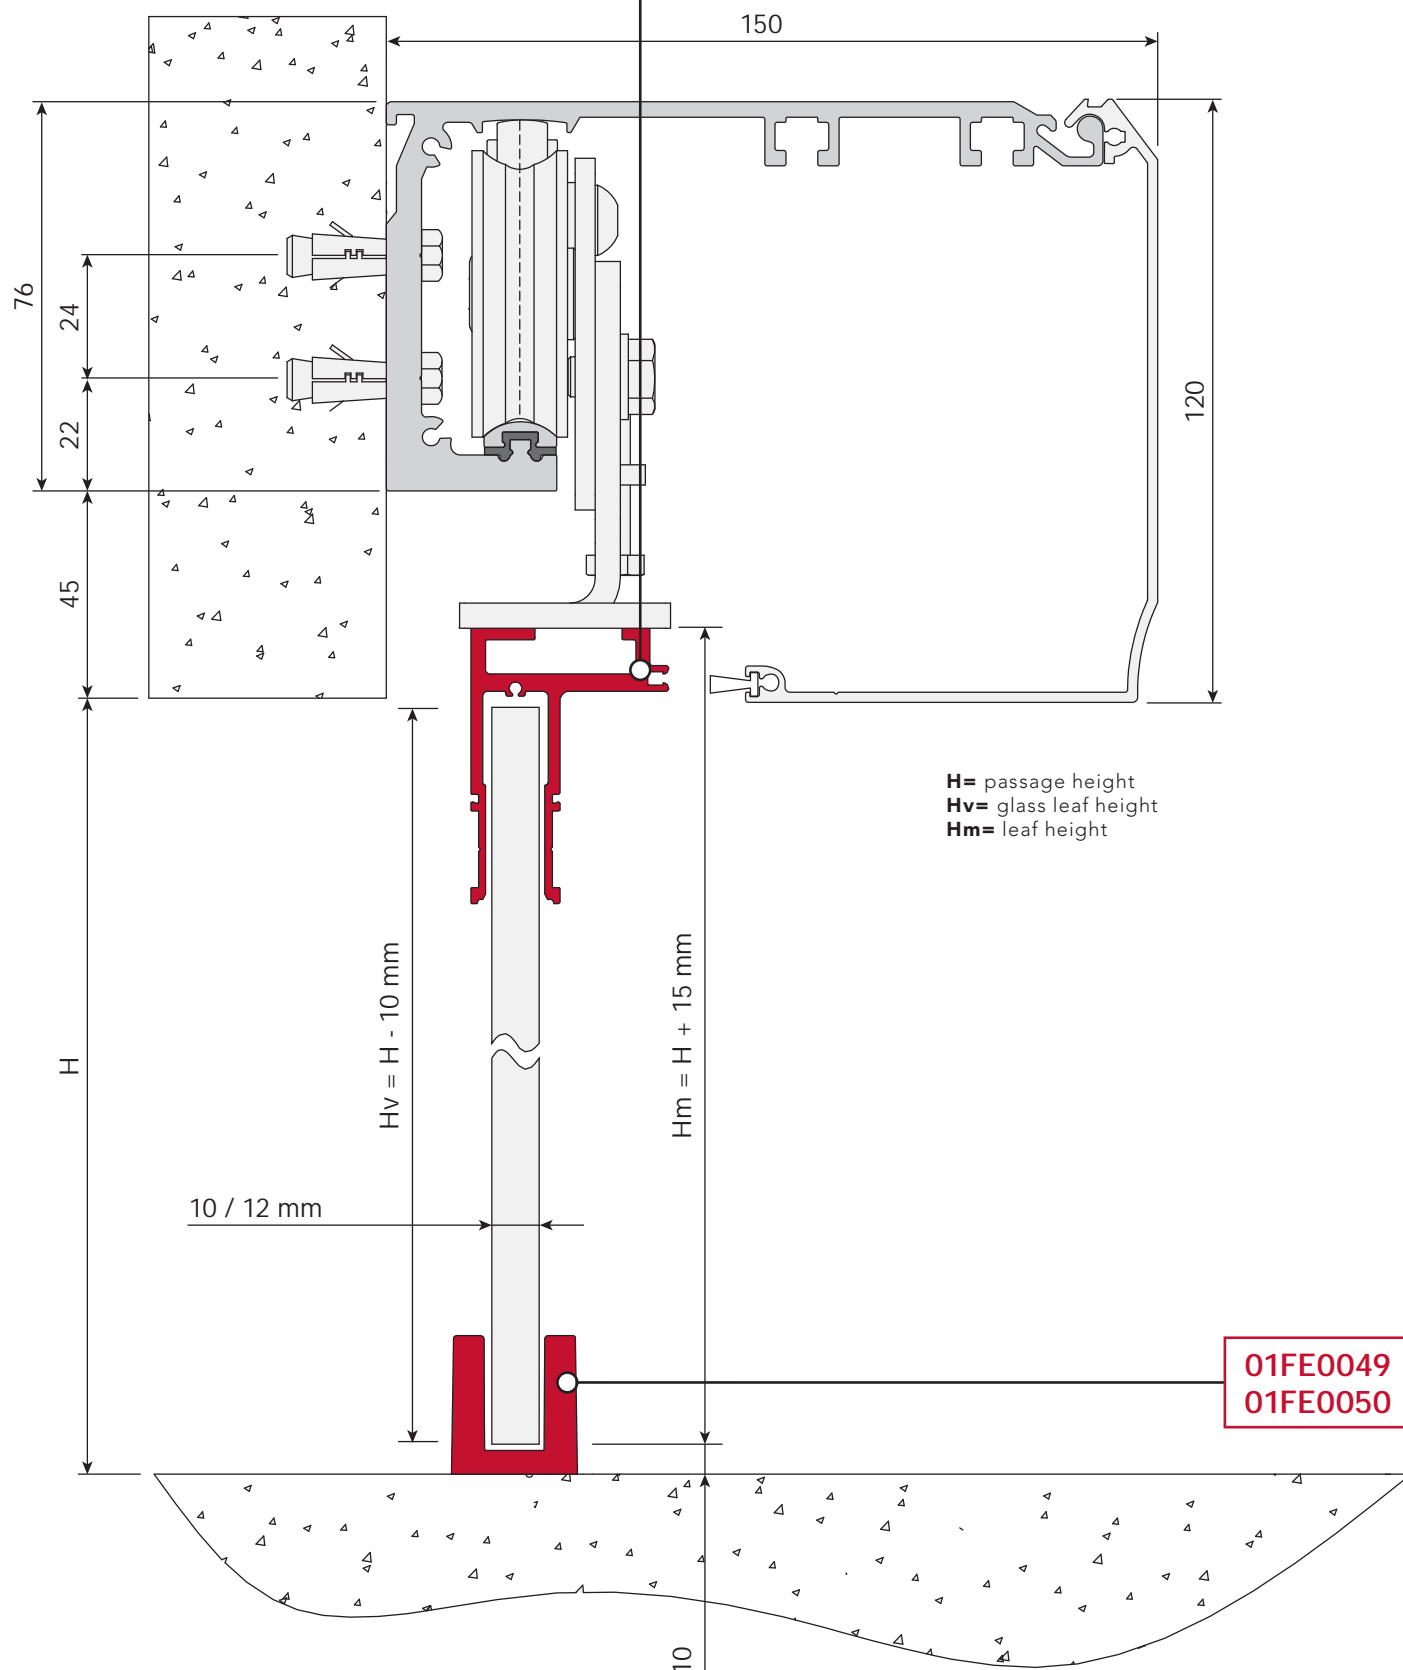 150
76
24
22
45
120
H= passage height
Hv= glass leaf height
Hm= leaf height
H
Hv = H - 10 mm
Hm = H + 15 mm
10 / 12 mm
01FE0049
01FE0050
10